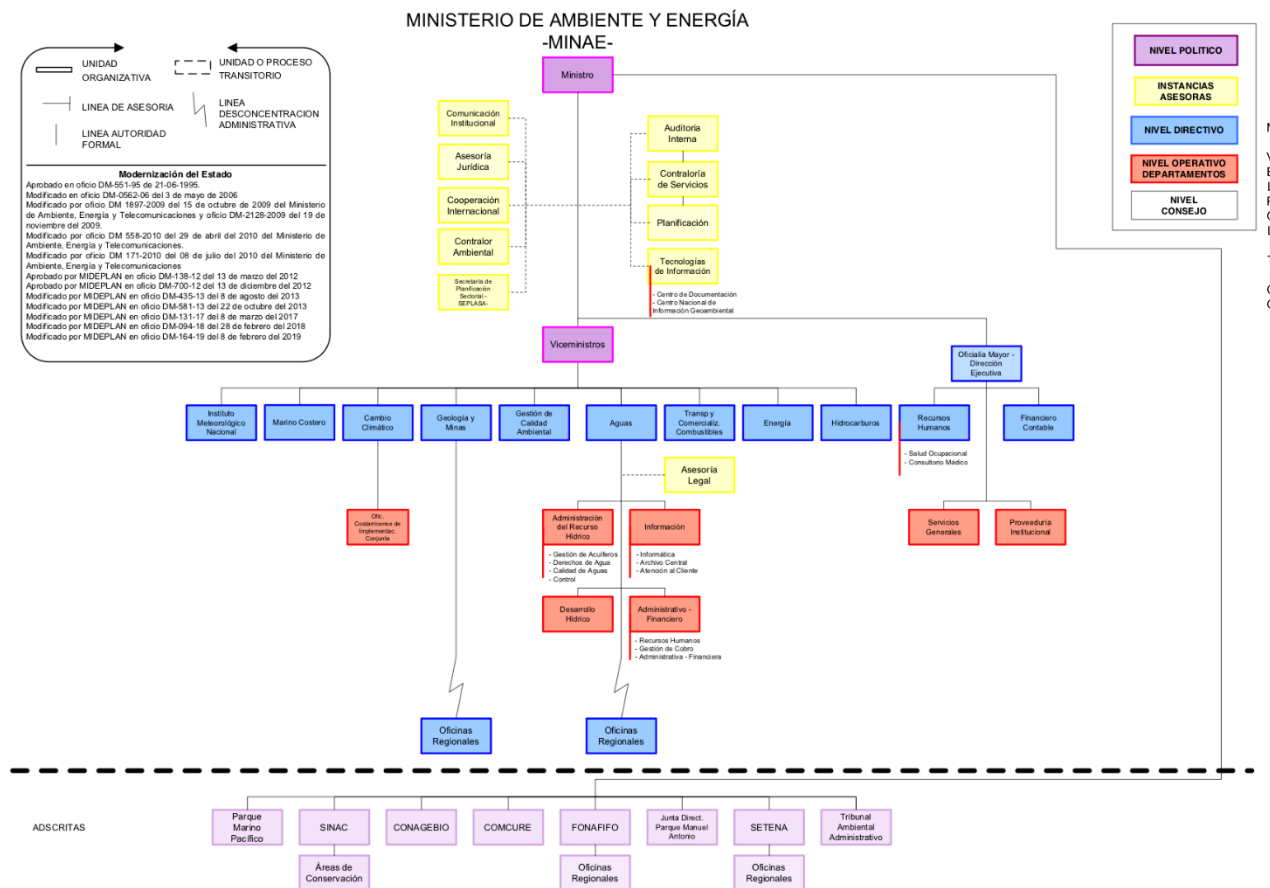 MINISTERIO DE AMBIENTE Y ENERGÍA
-MINAE-
UNIDAD
ORGANIZATIVA
UNIDAD O PROCESO
TRANSITORIO
LINEA DE ASESORIA
LINEA
DESCONCENTRACION
ADMINISTRATIVA
LINEA AUTORIDAD
FORMAL
Modernización del Estado
Aprobado en oficio DM-551-95 de 21-06-1995.
Modificado en oficio DM-0562-06 del 3 de mayo de 2006
Modificado por oficio DM 1897-2009 del 15 de octubre de 2009 del Ministerio
de Ambiente, Energía y Telecomunicaciones y oficio DM-2128-2009 del 19 de
noviembre del 2009.
Modificado por oficio DM 558-2010 del 29 de abril del 2010 del Ministerio de
Ambiente, Energía y Telecomunicaciones.
Modificado por oficio DM 171-2010 del 08 de julio del 2010 del Ministerio de
Ambiente, Energía y Telecomunicaciones
Aprobado por MIDEPLAN en oficio DM-138-12 del 13 de marzo del 2012
Aprobado por MIDEPLAN en oficio DM-700-12 del 13 de diciembre del 2012
Modificado por MIDEPLAN en oficio DM-435-13 del 8 de agosto del 2013
Modificado por MIDEPLAN en oficio DM-581-13 del 22 de octubre del 2013
Modificado por MIDEPLAN en oficio DM-131-17 del 8 de marzo del 2017
Modificado por MIDEPLAN en oficio DM-094-18 del 28 de febrero del 2018
Modificado por MIDEPLAN en oficio DM-164-19 del 8 de febrero del 2019
NIVEL POLITICO
INSTANCIAS
ASESORAS
NIVEL DIRECTIVO
NIVEL OPERATIVO
DEPARTAMENTOS
NIVEL
CONSEJO
Ministro
Comunicación
Institucional
Asesoría
Jurídica
Cooperación
Internacional
Contralor
Ambiental
Secretaría de
Planificación
Sectorial -
SEPLASA-
Auditoria
Interna
Contraloría
de Servicios
Planificación
Tecnologías
de Información
- Centro de Documentación
- Centro Nacional de
Información Geoambiental
Viceministros
Oficialia Mayor -
Dirección
Ejecutiva
Instituto
Meteorológico
Nacional
Marino Costero
Cambio
Climático
Geología y
Minas
Gestión de
Calidad
Ambiental
Aguas
Transp y
Comercializ.
Combustibles
Energía
Hidrocarburos
Recursos
Humanos
Financiero
Contable
- Salud Ocupacional
- Consultorio Médico
Asesoría
Legal
Ofic.
Costarricense de
Implementac.
Conjunta
Administración
del Recurso
Hídrico
- Gestión de Acuíferos
- Derechos de Agua
- Calidad de Aguas
- Control
Información
- Informática
- Archivo Central
- Atención al Cliente
Servicios
Generales
Proveeduría
Institucional
Desarrollo
Hídrico
Administrativo -
Financiero
- Recursos Humanos
- Gestión de Cobro
- Administrativa - Financiera
Oficinas
Regionales
Oficinas
Regionales
ADSCRITAS
Parque
Marino
Pacífico
SINAC
CONAGEBIO
COMCURE
FONAFIFO
Junta Direct.
Parque Manuel
Antonio
SETENA
Tribunal
Ambiental
Administrativo
Áreas de
Conservación
Oficinas
Regionales
Oficinas
Regionales